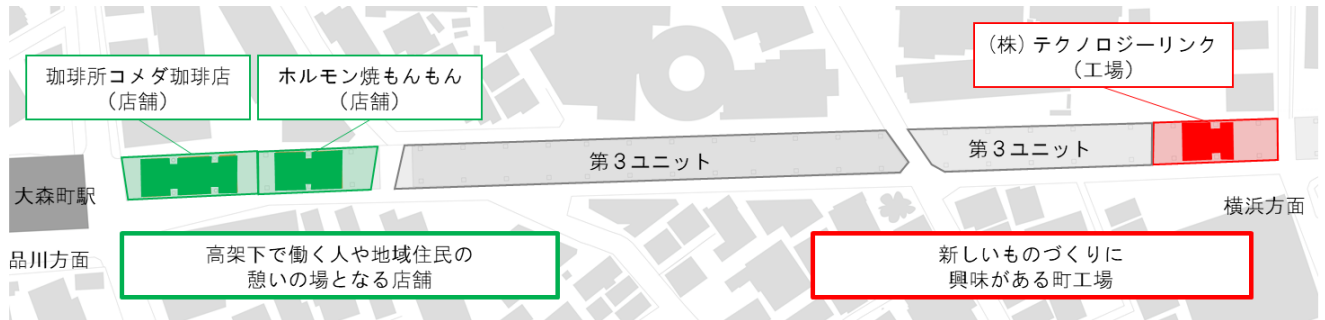 珈琲所コメダ珈琲店
(店舗)
ホルモン焼もんもん
(店舗)
(株) テクノロジーリンク
(工場)
第３ユニット
第３ユニット
大森町駅
品川方面
横浜方面
高架下で働く人や地域住民の
憩いの場となる店舗
新しいものづくりに
興味がある町工場